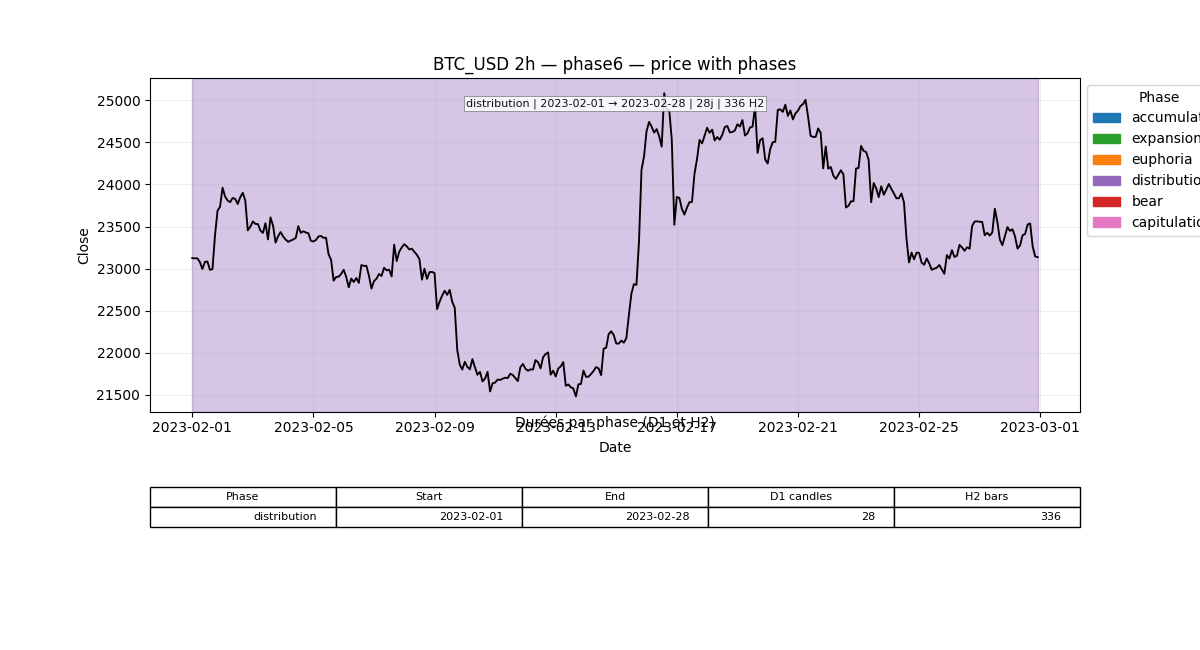 BTC_USD 2h — phase6 — price with phases
distribution | 2023-02-01 → 2023-02-28 | 28j | 336 H2
Close
25000
24500
24000
23500
23000
22500
22000
21500
Phase
accumulat
expansion
euphoria
distributio
bear
capitulatio
Durées par phase (D1 et H2)
2023-02-01 2023-02-05 2023-02-09 2023-02-13 2023-02-17 2023-02-21 2023-02-25 2023-03-01
Date
Phase Start End D1 candles H2 bars
distribution 2023-02-01 2023-02-28 28 336